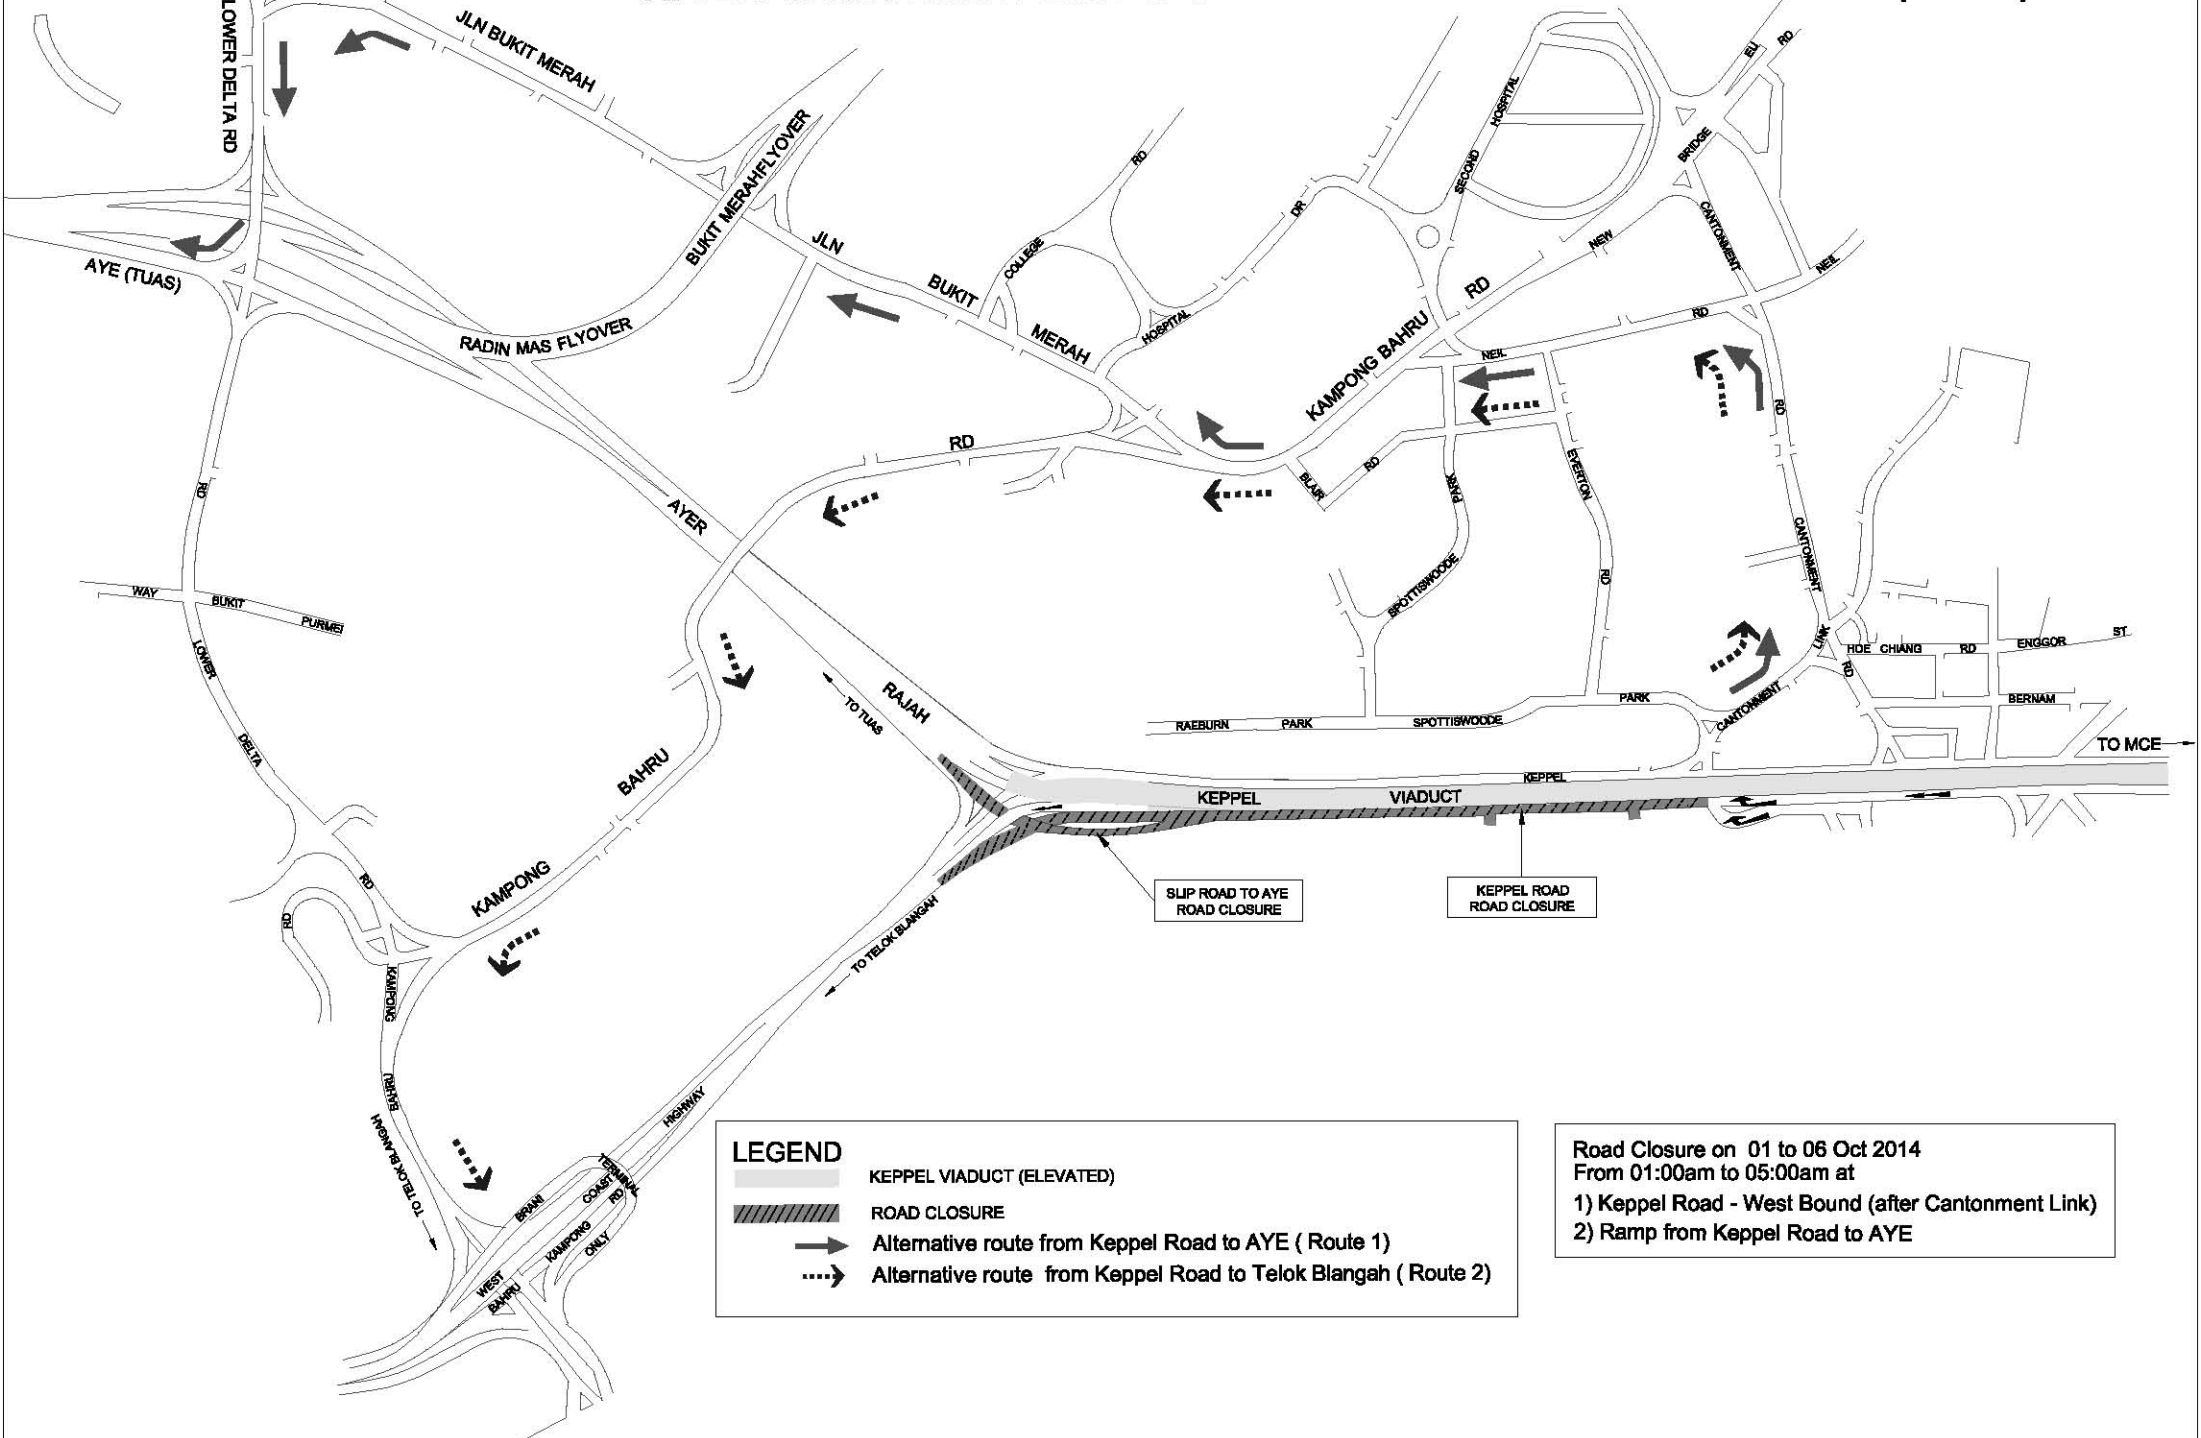 LOWER DELTA RD
JLN BUKIT MERAH
BUKIT MERAHFLYOVER
EU
RD
HOSPITAL
SECOND
BRIDGE
RD
DR
CANTONMENT
COLLEGE
NEW
NEIL
JLN
BUKIT
MERAH
HOSPITAL
RD
KAMPONG BAHRU
RD
NEIL
AYE (TUAS)
RADIN MAS FLYOVER
RD
RD
BLAIR
RD
PARK
EVERTON
RD
SPOTTISWOODE
CANTONMENT
RD
AYER
WAY
BUKIT
PURMEI
LOWER
DELTA
RD
LINK
HOE CHIANG
RD
ENGGOR
ST
RD
BERNAM
TO TUAS
RAJAH
RAEBURN
PARK
SPOTTISWOODE
PARK
CANTONMENT
TO MCE
BAHRU
KEPPEL
KEPPEL
VIADUCT
KAMPONG
RD
SLIP ROAD TO AYE
ROAD CLOSURE
KEPPEL ROAD
ROAD CLOSURE
TO TELOK BLANGAH
KAMPONG
BAHRU
TO TELOK BLANGAH
HIGHWAY
TERMINAL
COAST
RD
BRANI
KAMPONG
ONLY
WEST
BAHRU
LEGEND
KEPPEL VIADUCT (ELEVATED)
ROAD CLOSURE
Alternative route from Keppel Road to AYE ( Route 1)
Alternative route from Keppel Road to Telok Blangah ( Route 2)
Road Closure on 01 to 06 Oct 2014
From 01:00am to 05:00am at
1) Keppel Road - West Bound (after Cantonment Link)
2) Ramp from Keppel Road to AYE